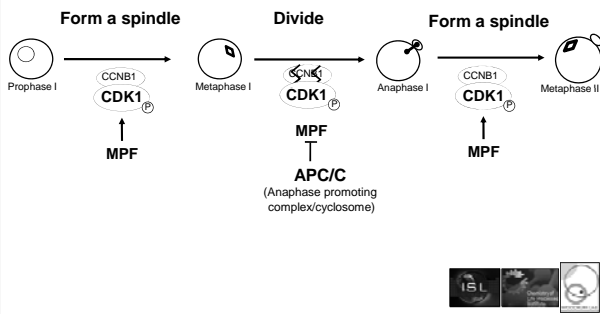 Form a spindle
Divide
Form a spindle
Prophase I
CCNB1
CDK1
P
MPF
Metaphase I
CCNB1
CDK1
P
MPF
APC/C
(Anaphase promoting
complex/cyclosome)
Anaphase I
CCNB1
CDK1
P
MPF
Metaphase II
ISL